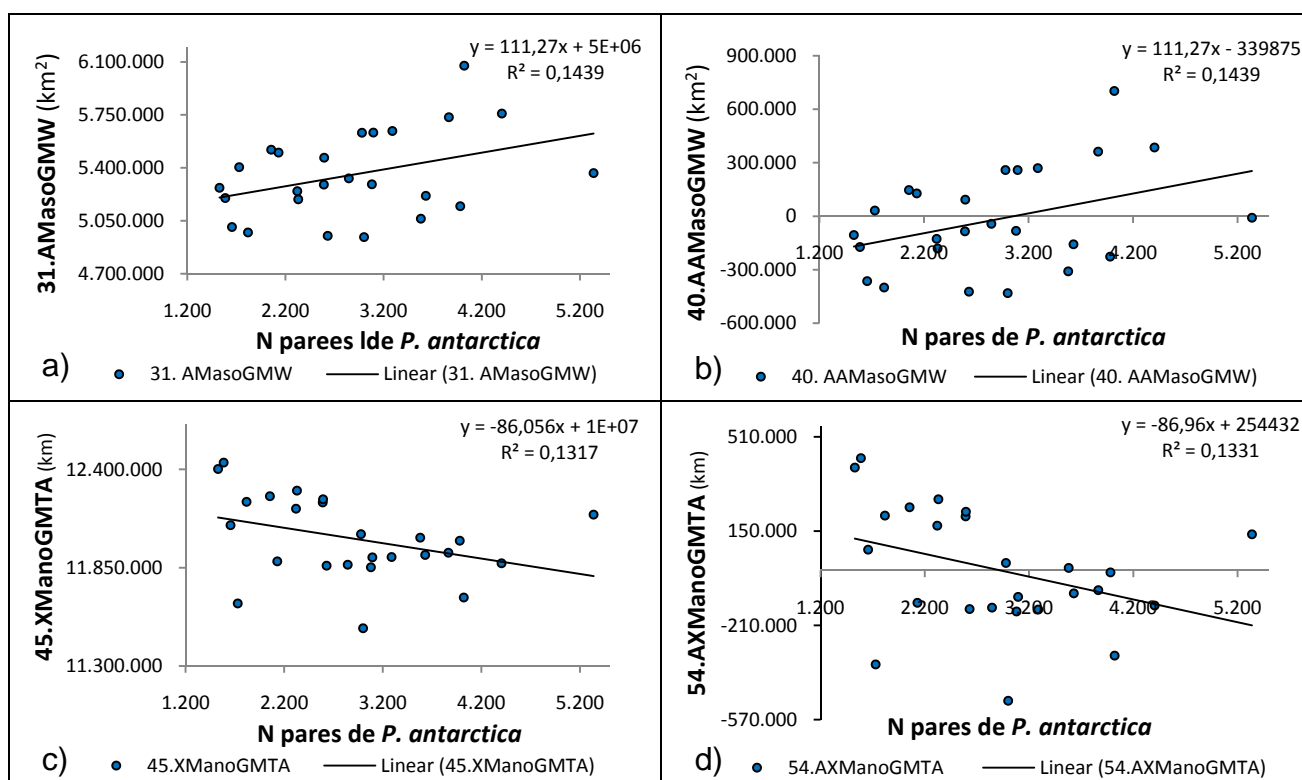 y = 111,27x + 5E+06
R² = 0,1439
6.100.000
5.750.000
5.400.000
5.050.000
4.700.000
31.AMasoGMW (km²)
1.200 2.200 3.200 4.200 5.200
N parees lde P. antarctica
a)
31. AMasoGMW Linear (31. AMasoGMW)
y = 111,27x - 339875
R² = 0,1439
900.000
600.000
300.000
0
-300.000
-600.000
40.AAMasoGMW (km²)
1.200 2.200 3.200 4.200 5.200
N pares de P. antarctica
b)
40. AAMasoGMW Linear (40. AAMasoGMW)
y = -86,056x + 1E+07
R² = 0,1317
12.400.000
11.850.000
11.300.000
45.XManoGMTA (km)
1.200 2.200 3.200 4.200 5.200
N pares de P. antarctica
c)
45.XManoGMTA Linear (45.XManoGMTA)
y = -86,96x + 254432
R² = 0,1331
510.000
150.000
-210.000
-570.000
54.AXManoGMTA (km)
1.200 2.200 3.200 4.200 5.200
N pares de P. antarctica
d)
54.AXManoGMTA Linear (54.AXManoGMTA)